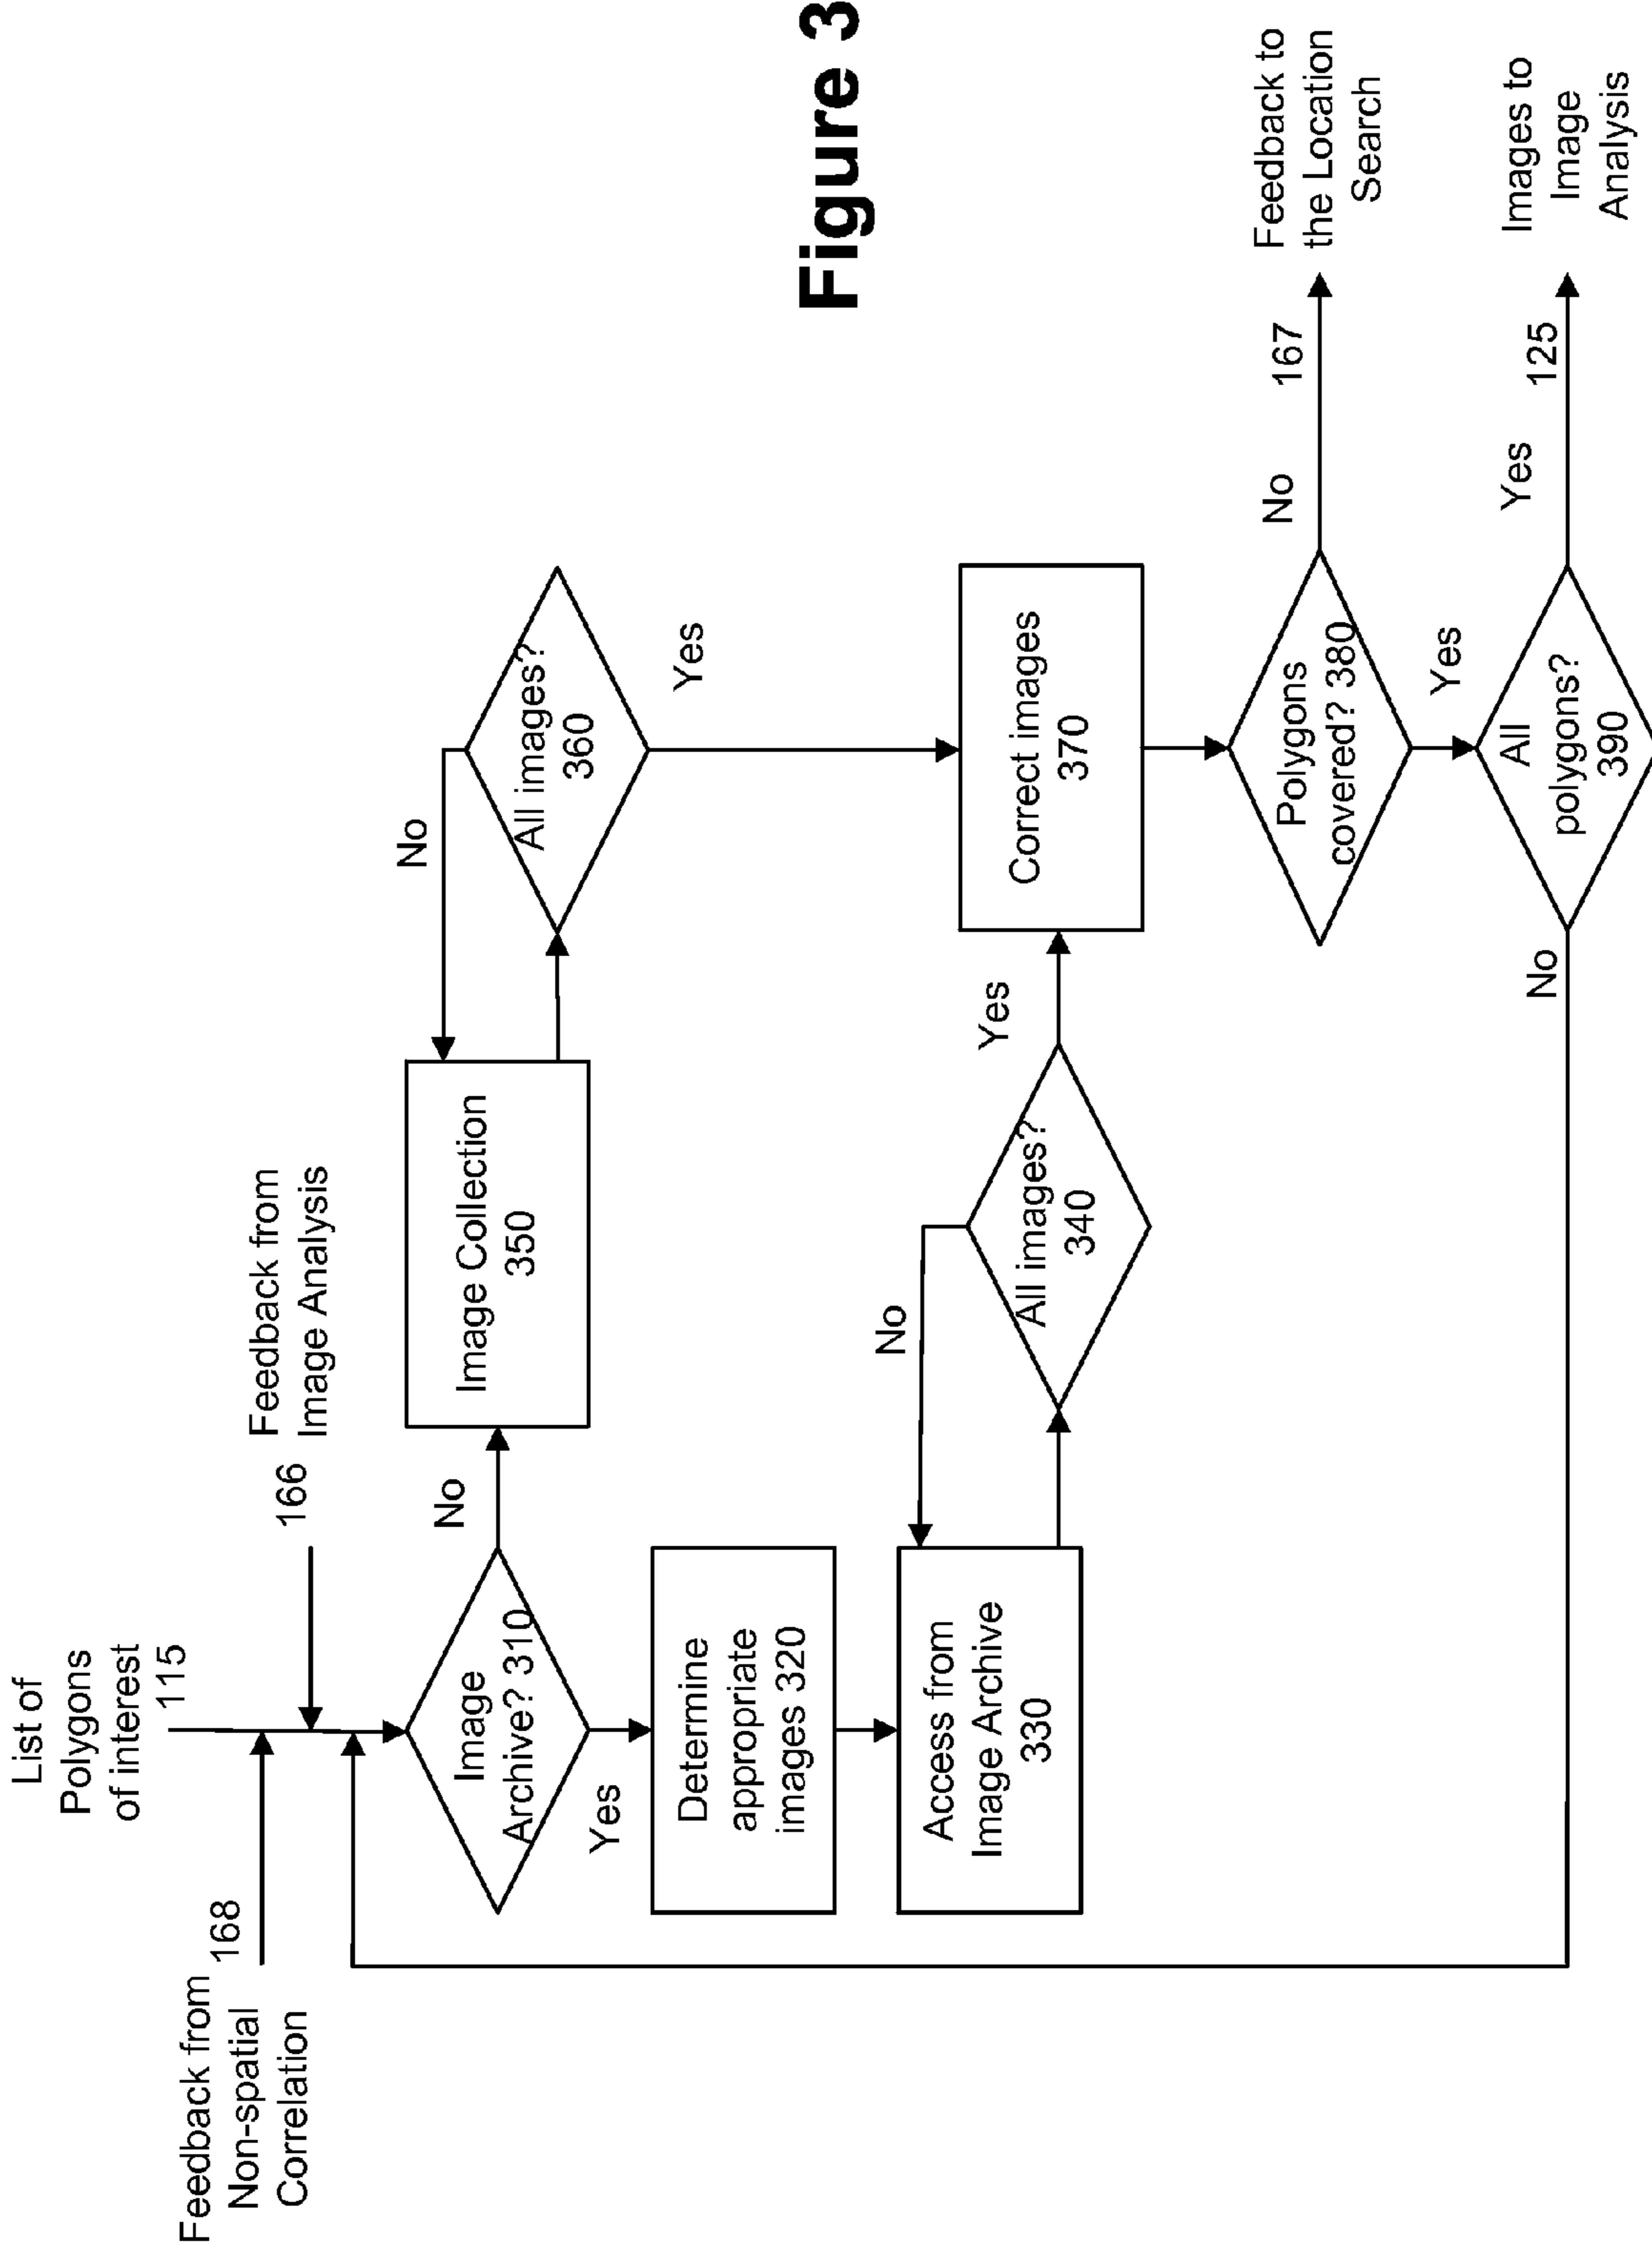 List of
Polygons
of interest
115
Feedback from
Non-spatial
Correlation
168
166
Feedback from
Image Analysis
Image
Archive? 310
No
Yes
Image Collection
350
No
All images?
360
Yes
Determine
appropriate
images 320
Access from
Image Archive
330
No
All images?
340
Yes
Correct images
370
Polygons
covered? 380
No
167
Feedback to
the Location
Search
Yes
All
polygons?
390
No
Yes
125
Images to
Image
Analysis
Figure 3